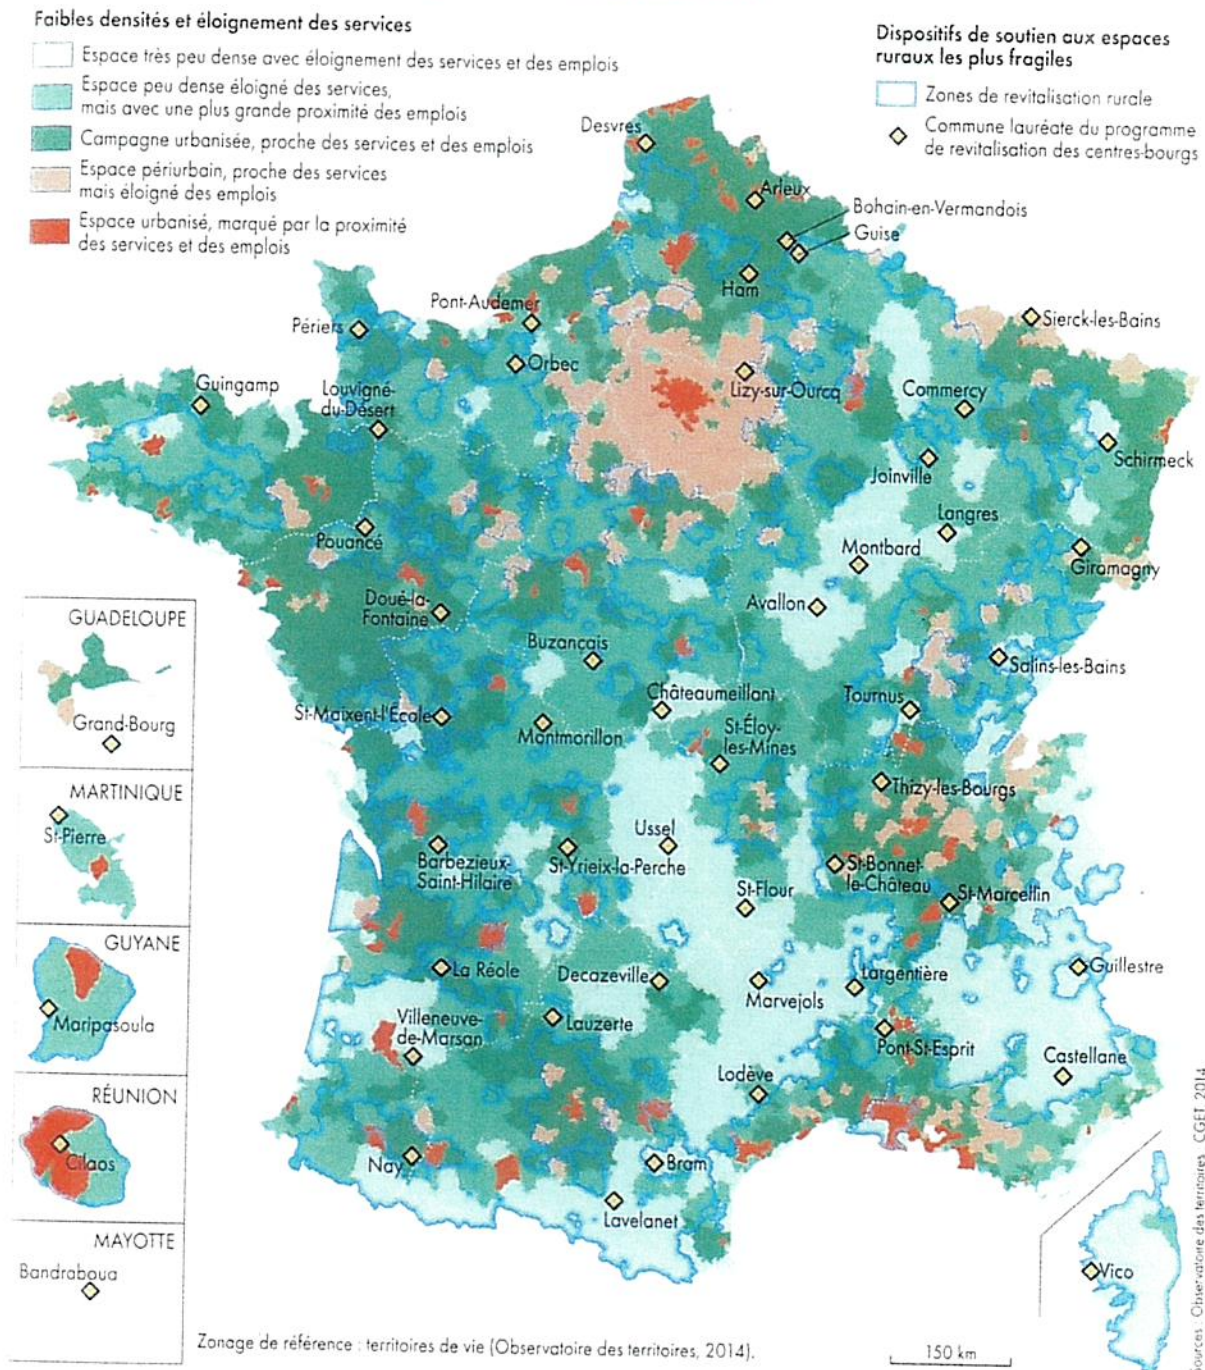 Faibles densités et éloignement des services
Espace très peu dense avec éloignement des services et des emplois
Espace peu dense éloigné des services,
mais avec une plus grande proximité des emplois
Campagne urbanisée, proche des services et des emplois
Espace périurbain, proche des services
mais éloigné des emplois
Espace urbanisé, marqué par la proximité
des services et des emplois
Dispositifs de soutien aux espaces
ruraux les plus fragiles
Zones de revitalisation rurale
Commune lauréate du programme
de revitalisation des centres-bourgs
Desvres
Arleux
Bohain-en-Vermandois
Guise
Ham
Pont-Audemer
Périers
Orbec
Sierck-les-Bains
Lizy-sur-Ourcq
Guingamp
Louvigné-
du-Désert
Commercy
Schirmeck
Joinville
Langres
Pouancé
Montbard
Giromagny
Doué-la-
Fontaine
Avallon
Buzançais
Salins-les-Bains
Châteaumeillant
Tournus
St-Maixent-l'École
Montmorillon
St-Éloy-
les-Mines
Thizy-les-Bourgs
Ussel
Barbezieux-
Saint-Hilaire
St-Yrieix-la-Perche
St-Bonnet-
le-Château
St-Flour
St-Marcellin
La Réole
Decazeville
Marvejols
Largentière
Guillestre
Villeneuve-
de-Marsan
Lauzerte
Pont-St-Esprit
Castellane
Lodève
Nay
Bram
Lavelanet
Vico
GUADELOUPE
Grand-Bourg
MARTINIQUE
St-Pierre
GUYANE
Maripasoula
RÉUNION
Cilaos
MAYOTTE
Bandraboua
Zonage de référence : territoires de vie (Observatoire des territoires, 2014).
150 km
Sources : Observatoire des territoires, CGET, 2014